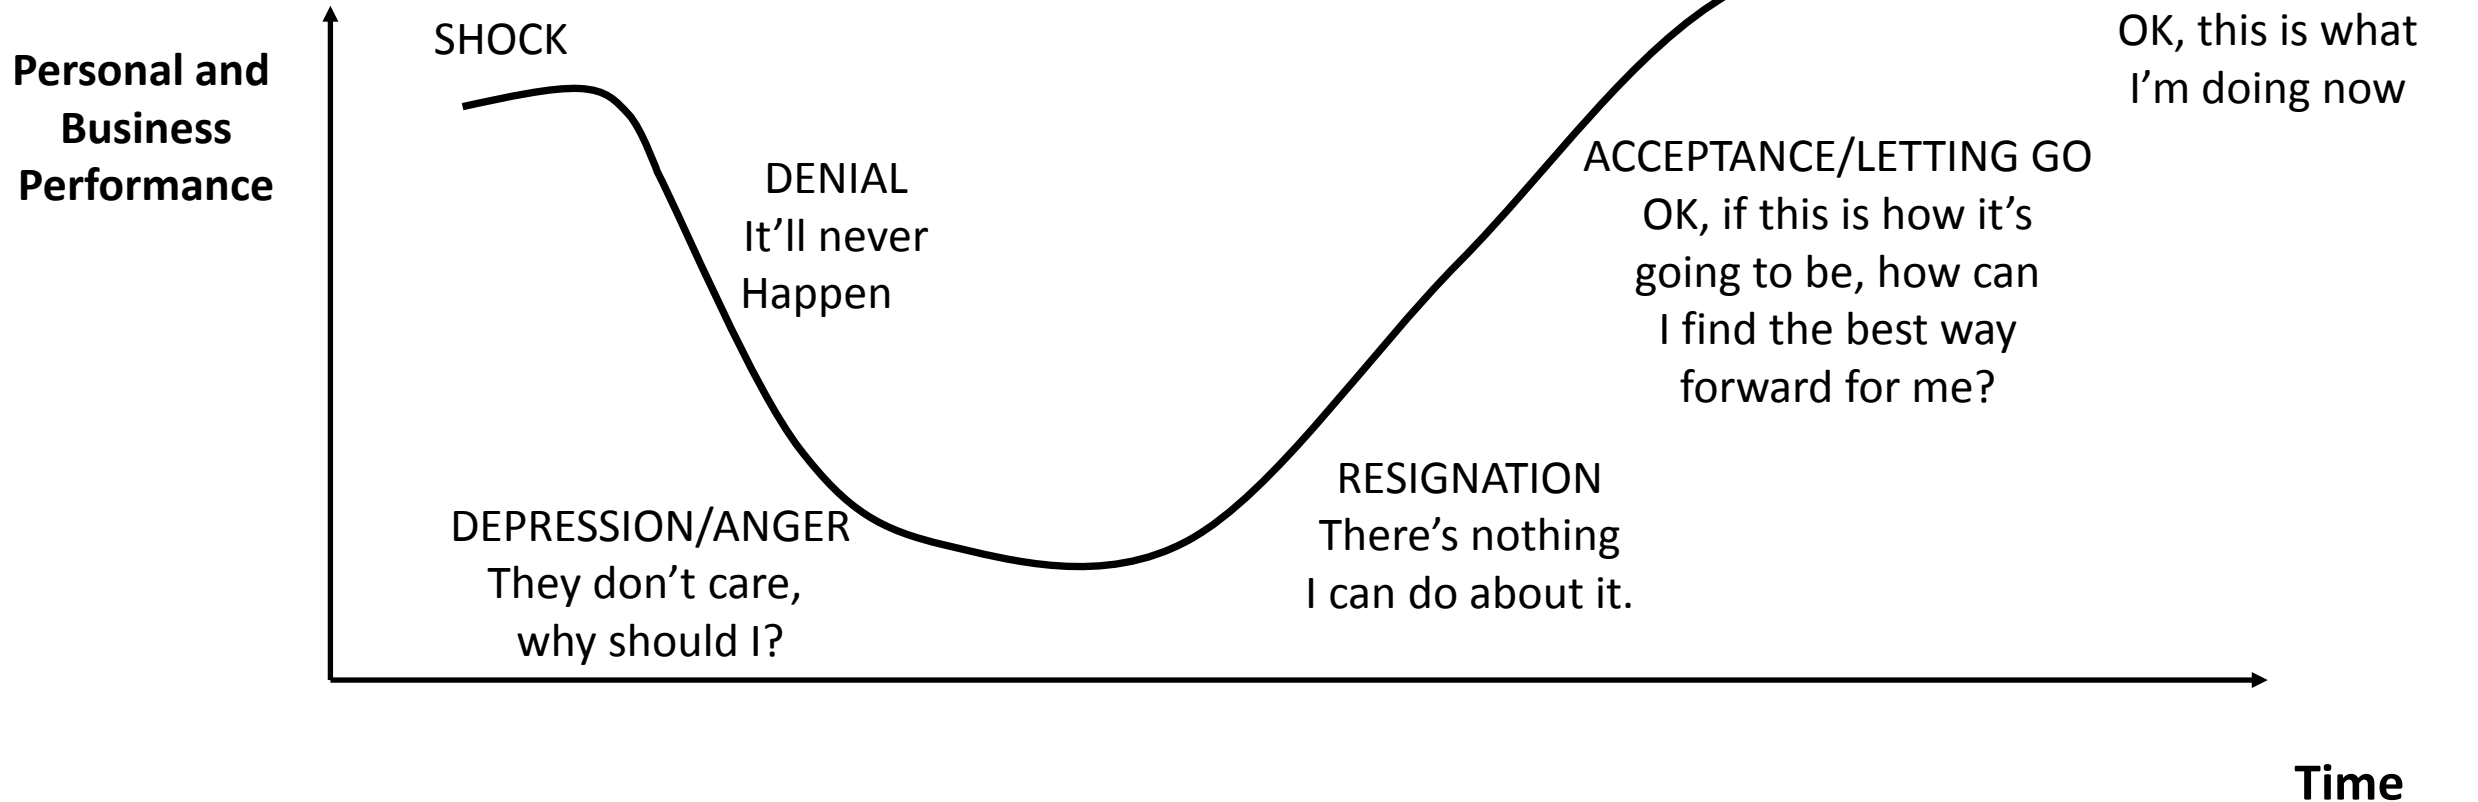 Personal and
Business
Performance
SHOCK
DENIAL
It’ll never
Happen
DEPRESSION/ANGER
They don’t care,
why should I?
RESIGNATION
There’s nothing
I can do about it.
ACCEPTANCE/LETTING GO
OK, if this is how it’s
going to be, how can
I find the best way
forward for me?
OK, this is what
I’m doing now
Time